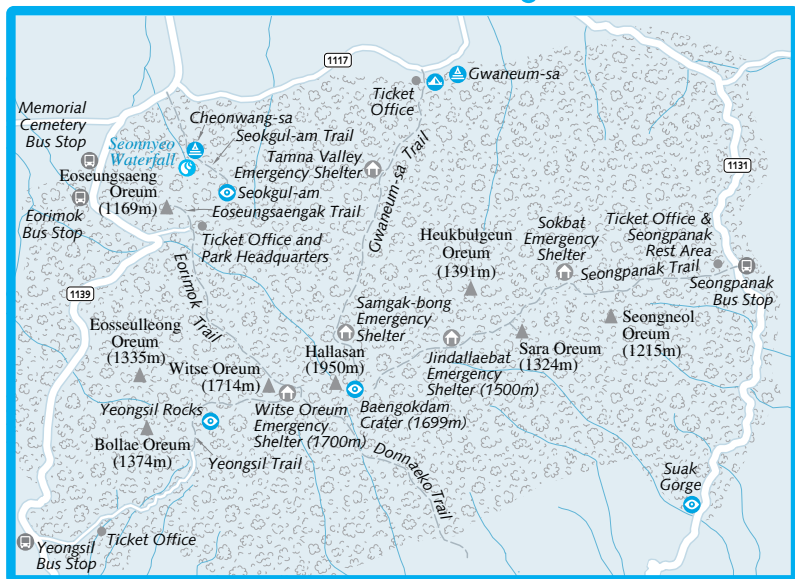 1117
Gwaneum-sa
Ticket
Office
Memorial
Cemetery
Bus Stop
Cheonwang-sa
Seokgul-am Trail
Seonnyeo
Waterfall
Tamna Valley
Emergency Shelter
Gwaneum-sa Trail
1131
Eoseungsaeng
Oreum
(1169m)
Seokgul-am
Eoseungsaengak Trail
Eorimok
Bus Stop
Ticket Office and
Park Headquarters
Heukbulgeun
Oreum
(1391m)
Sokbat
Emergency
Shelter
Ticket Office &
Seongpanak
Rest Area
Seongpanak Trail
Seongpanak
Bus Stop
1139
Eorimok Trail
Samgak-bong
Emergency
Shelter
Eosseulleong
Oreum
(1335m)
Witse Oreum
(1714m)
Hallasan
(1950m)
Jindallaebat
Emergency
Shelter (1500m)
Sara Oreum
(1324m)
Seongneol
Oreum
(1215m)
Yeongsil Rocks
Witse Oreum
Emergency
Shelter (1700m)
Baengokdam
Crater (1699m)
Bollae Oreum
(1374m)
Yeongsil Trail
Donnaeko Trail
Suak
Gorge
Ticket Office
Yeongsil
Bus Stop